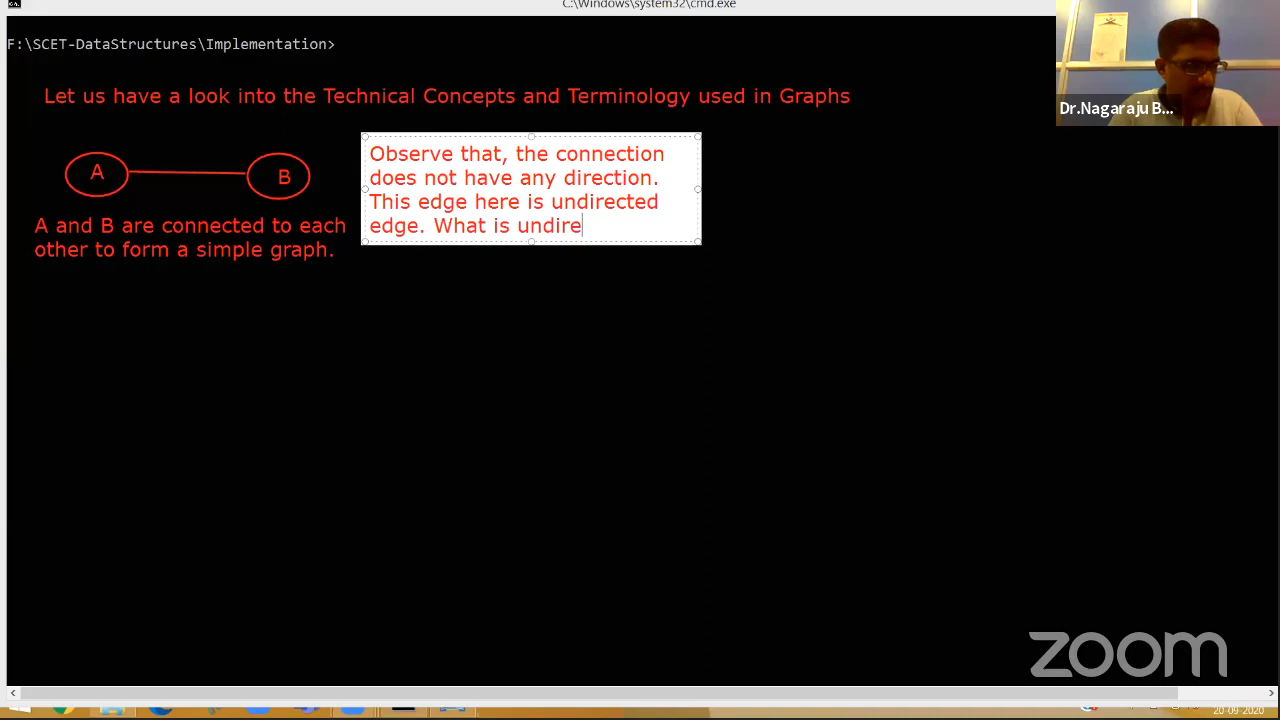 C:\Windows\system32\cmd.exe
F:\SCET-DataStructures\Implementation>
Let us have a look into the Technical Concepts and Terminology used in Graphs
Dr.Nagaraju B...
A
B
A and B are connected to each
other to form a simple graph.
Observe that, the connection
does not have any direction.
This edge here is undirected
edge. What is undire
zoom
20-09-2020